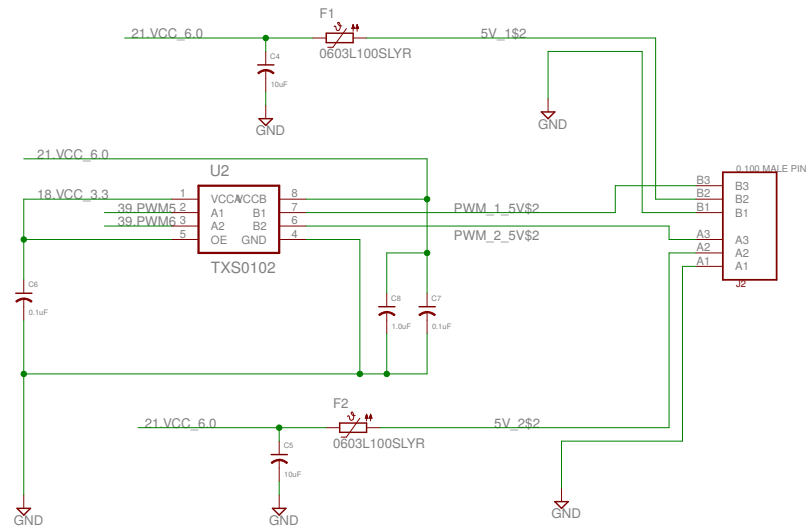 F1
21.VCC_6.0
5V_1$2
0603L100SLYR
C4
10uF
GND
GND
21.VCC_6.0
U2
0.100 MALE PIN
18.VCC_3.3
1
VCCA
VCCB
8
B3
B3
39.PWM5
2
A1
B1
7
PWM_1_5V$2
B2
B2
39.PWM6
3
A2
B2
6
B1
B1
5
OE
GND
4
PWM_2_5V$2
A3
A3
TXS0102
A2
A2
A1
A1
J2
C6
0.1uF
C8
1.0uF
C7
0.1uF
F2
21.VCC_6.0
5V_2$2
0603L100SLYR
C5
10uF
GND
GND
GND